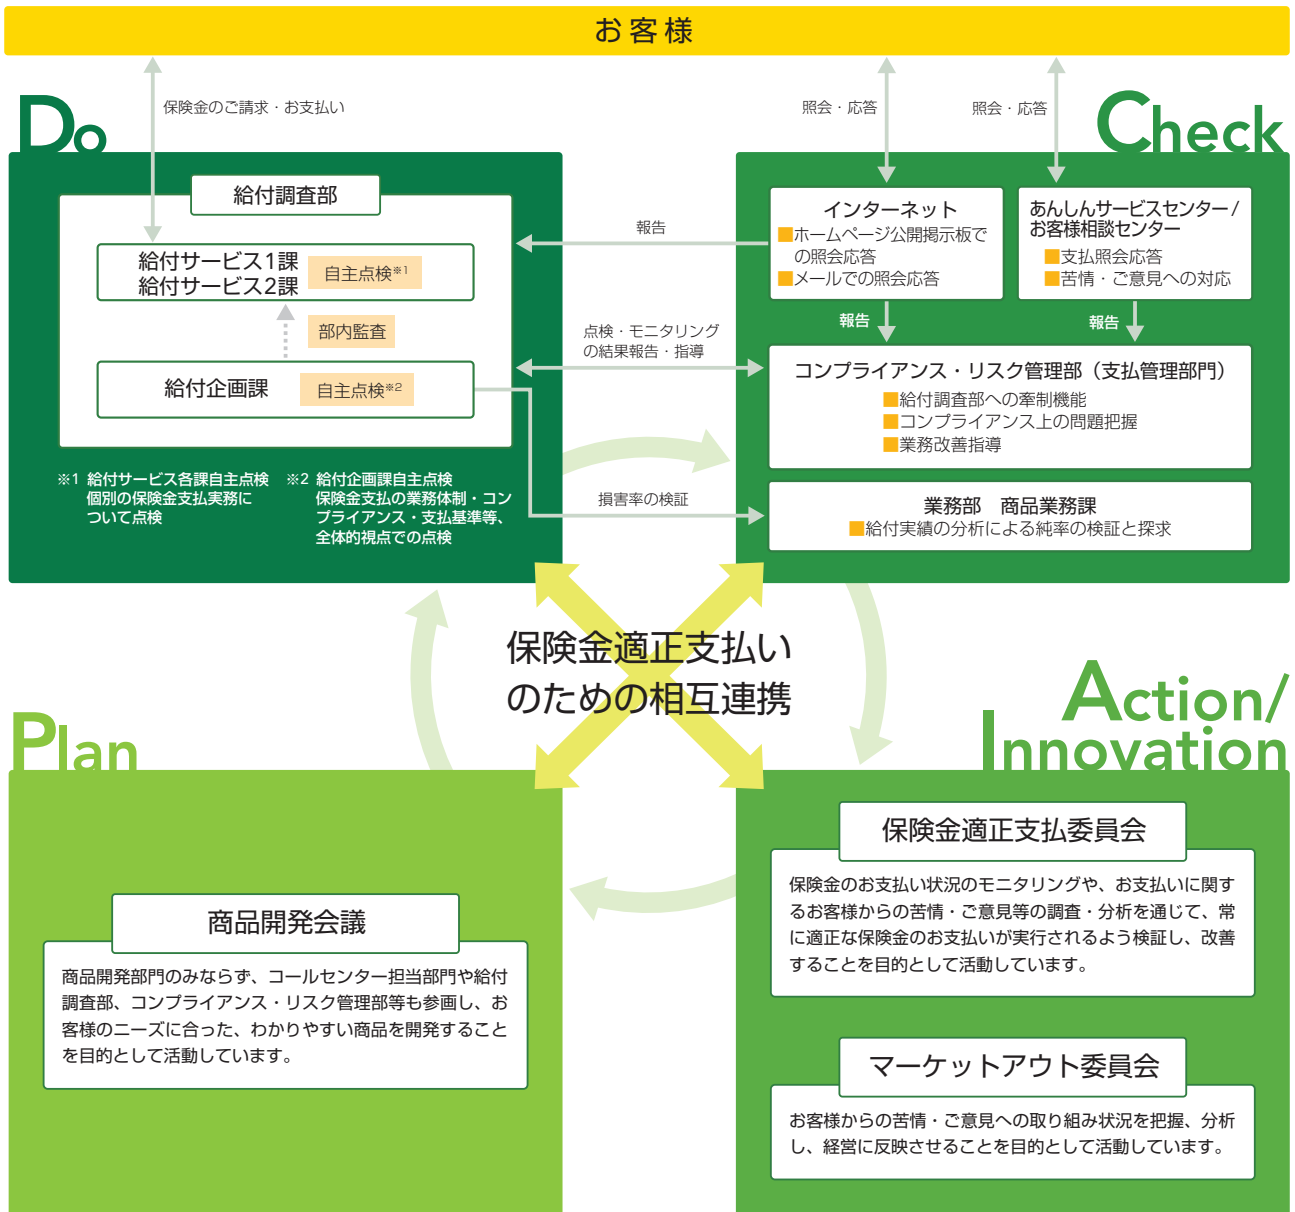 お客様
保険金のご請求・お支払い
照会・応答
照会・応答
Do
給付調査部
給付サービス1課
給付サービス2課
自主点検※1
部内監査
給付企画課
自主点検※2
※1 給付サービス各課自主点検
個別の保険金支払実務に
ついて点検
※2 給付企画課自主点検
保険金支払の業務体制・コン
プライアンス・支払基準等、
全体的視点での点検
報告
点検・モニタリング
の結果報告・指導
損害率の検証
Check
インターネット
■ホームページ公開掲示板で
の照会応答
■メールでの照会応答
あんしんサービスセンター/
お客様相談センター
■支払照会応答
■苦情・ご意見への対応
報告
報告
コンプライアンス・リスク管理部（支払管理部門）
■給付調査部への牽制機能
■コンプライアンス上の問題把握
■業務改善指導
業務部 商品業務課
■給付実績の分析による純率の検証と探求
保険金適正支払い
のための相互連携
Plan
商品開発会議
商品開発部門のみならず、コールセンター担当部門や給付
調査部、コンプライアンス・リスク管理部等も参画し、お
客様のニーズに合った、わかりやすい商品を開発すること
を目的として活動しています。
Action/
Innovation
保険金適正支払委員会
保険金のお支払い状況のモニタリングや、お支払いに関す
るお客様からの苦情・ご意見等の調査・分析を通じて、常
に適正な保険金のお支払いが実行されるよう検証し、改善
することを目的として活動しています。
マーケットアウト委員会
お客様からの苦情・ご意見への取り組み状況を把握、分析
し、経営に反映させることを目的として活動しています。